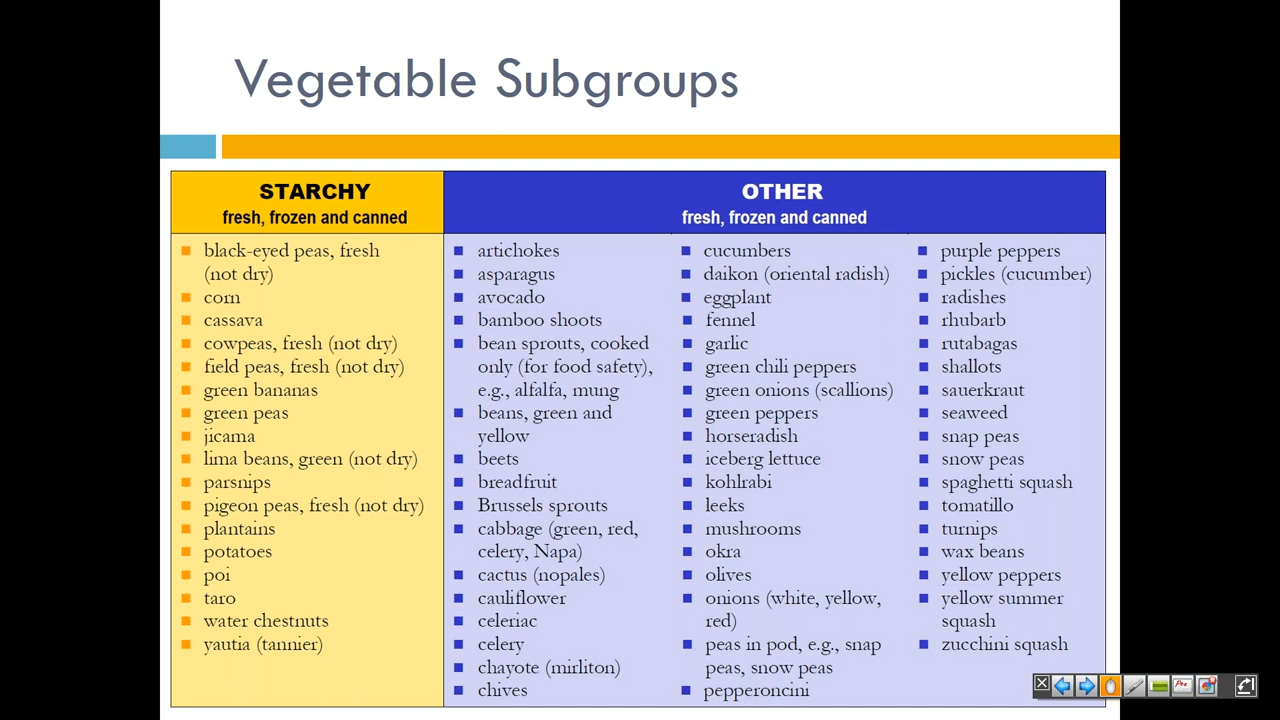 Vegetable Subgroups
STARCHY
fresh, frozen and canned
black-eyed peas, fresh
(not dry)
corn
cassava
cowpeas, fresh (not dry)
field peas, fresh (not dry)
green bananas
green peas
jicama
lima beans, green (not dry)
parsnips
pigeon peas, fresh (not dry)
plantains
potatoes
poi
taro
water chestnuts
yautia (tannier)
OTHER
fresh, frozen and canned
artichokes
asparagus
avocado
bamboo shoots
bean sprouts, cooked
only (for food safety),
e.g., alfalfa, mung
beans, green and
yellow
beets
breadfruit
Brussels sprouts
cabbage (green, red,
celery, Napa)
cactus (nopales)
cauliflower
celeriac
celery
chayote (mirliton)
chives
cucumbers
daikon (oriental radish)
eggplant
fennel
garlic
green chili peppers
green onions (scallions)
green peppers
horseradish
iceberg lettuce
kohlrabi
leeks
mushrooms
okra
olives
onions (white, yellow,
red)
peas in pod, e.g., snap
peas, snow peas
pepperoncini
purple peppers
pickles (cucumber)
radishes
rhubarb
rutabagas
shallots
sauerkraut
seaweed
snap peas
snow peas
spaghetti squash
tomatillo
turnips
wax beans
yellow peppers
yellow summer
squash
zucchini squash